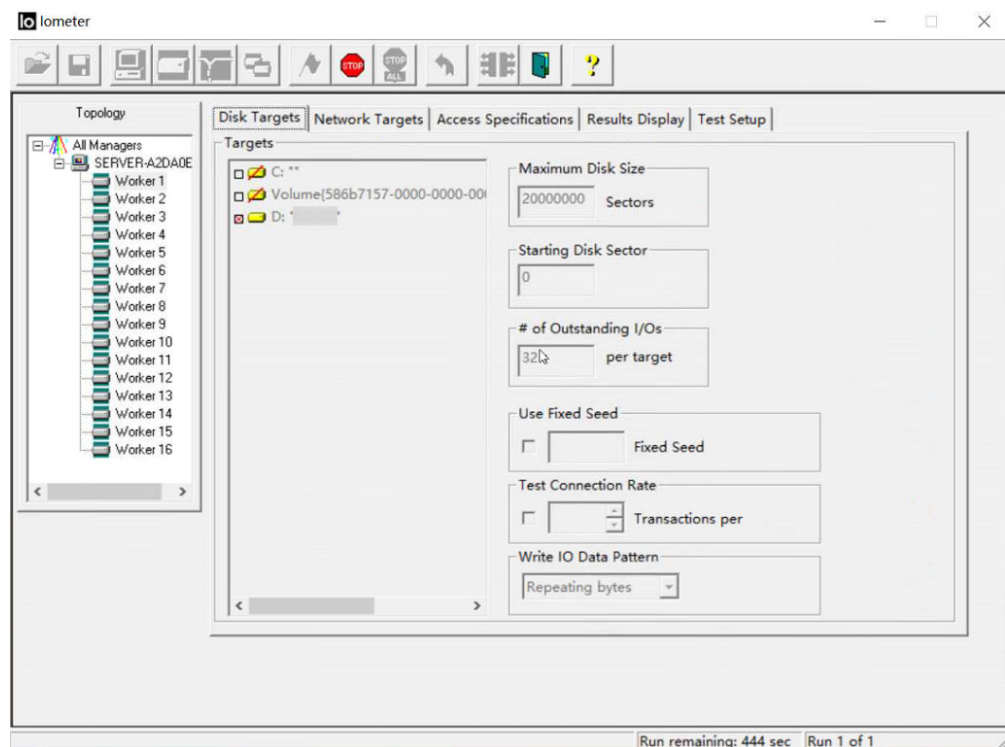 Io Iometer
STOP
STOP ALL
?
Topology
All Managers
SERVER-A2DA0E
Worker 1
Worker 2
Worker 3
Worker 4
Worker 5
Worker 6
Worker 7
Worker 8
Worker 9
Worker 10
Worker 11
Worker 12
Worker 13
Worker 14
Worker 15
Worker 16
Disk Targets
Network Targets
Access Specifications
Results Display
Test Setup
Targets
C: ""
Volume{586b7157-0000-0000-00
D: "
Maximum Disk Size
20000000 Sectors
Starting Disk Sector
0
# of Outstanding I/Os
32 per target
Use Fixed Seed
Fixed Seed
Test Connection Rate
Transactions per
Write IO Data Pattern
Repeating bytes
Run remaining: 444 sec
Run 1 of 1